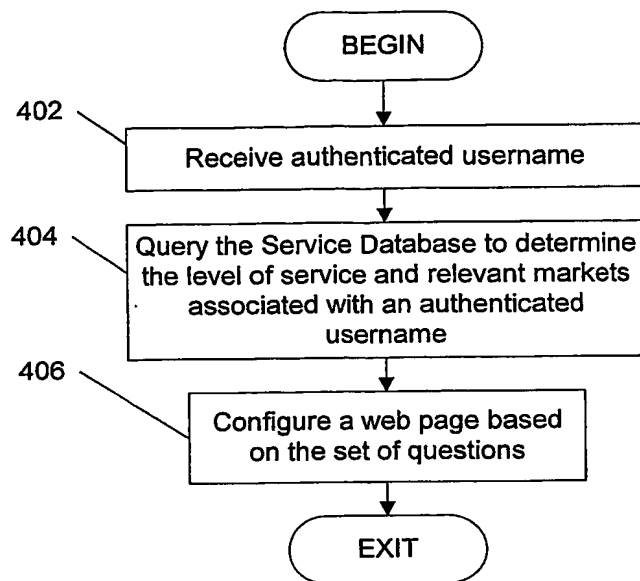 BEGIN
402
Receive authenticated username
404
Query the Service Database to determine
the level of service and relevant markets
associated with an authenticated
username
406
Configure a web page based
on the set of questions
EXIT